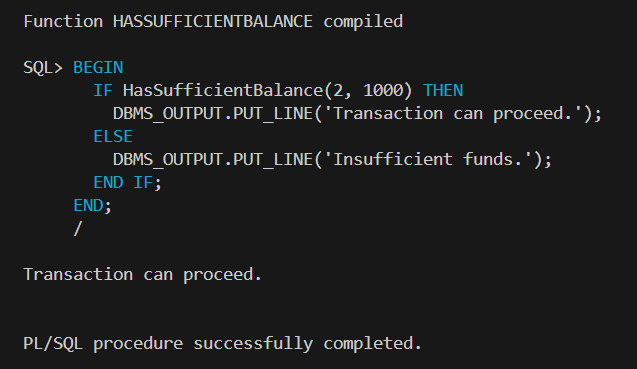 Function HASSUFFICIENTBALANCE compiled
SQL> BEGIN
IF HasSufficientBalance(2, 1000) THEN
DBMS_OUTPUT.PUT_LINE('Transaction can proceed.');
ELSE
DBMS_OUTPUT.PUT_LINE('Insufficient funds.');
END IF;
END;
/
Transaction can proceed.
PL/SQL procedure successfully completed.